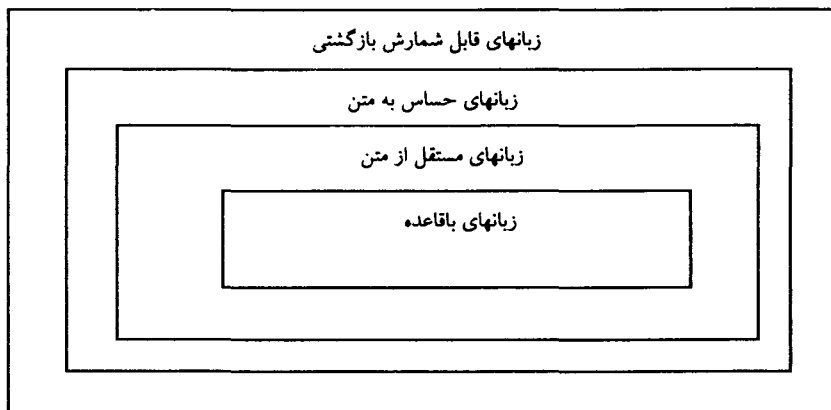 زبانهای قابل شمارش بازگشتی
زبانهای حساس به متن
زبانهای مستقل از متن
زبانهای باقاعده